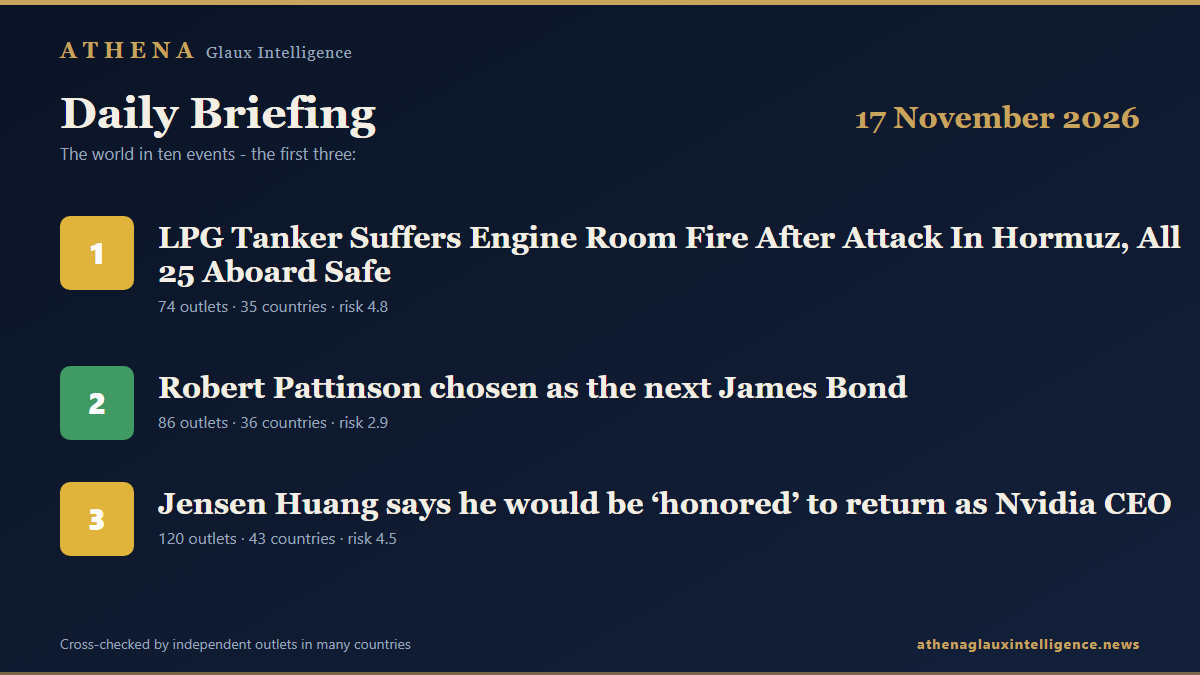 ATHENA Glaux Intelligence
Daily Briefing
17 November 2026
The world in ten events - the first three:
1
LPG Tanker Suffers Engine Room Fire After Attack In Hormuz, All
25 Aboard Safe
74 outlets · 35 countries · risk 4.8
2
Robert Pattinson chosen as the next James Bond
86 outlets · 36 countries · risk 2.9
3
Jensen Huang says he would be ‘honored’ to return as Nvidia CEO
120 outlets · 43 countries · risk 4.5
Cross-checked by independent outlets in many countries
athenaglauxintelligence.news